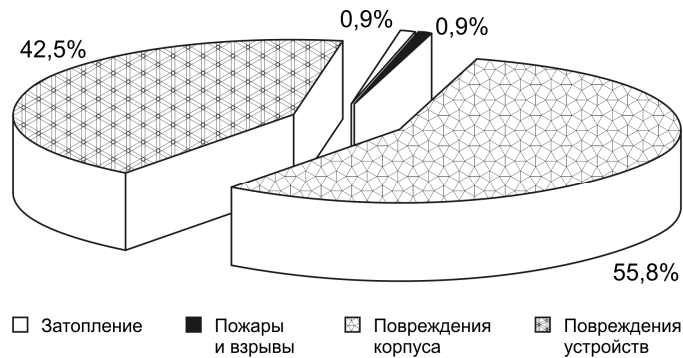 0,9%
0,9%
42,5%
55,8%
Затопление
Пожары
и взрывы
Повреждения
корпуса
Повреждения
устройств